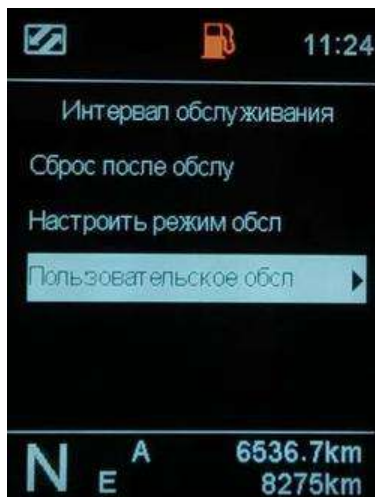 11:24
Интервал обслуживания
Сброс после обслу
Настроить режим обсл
Пользовательское обсл
N E A 6536.7km
8275km